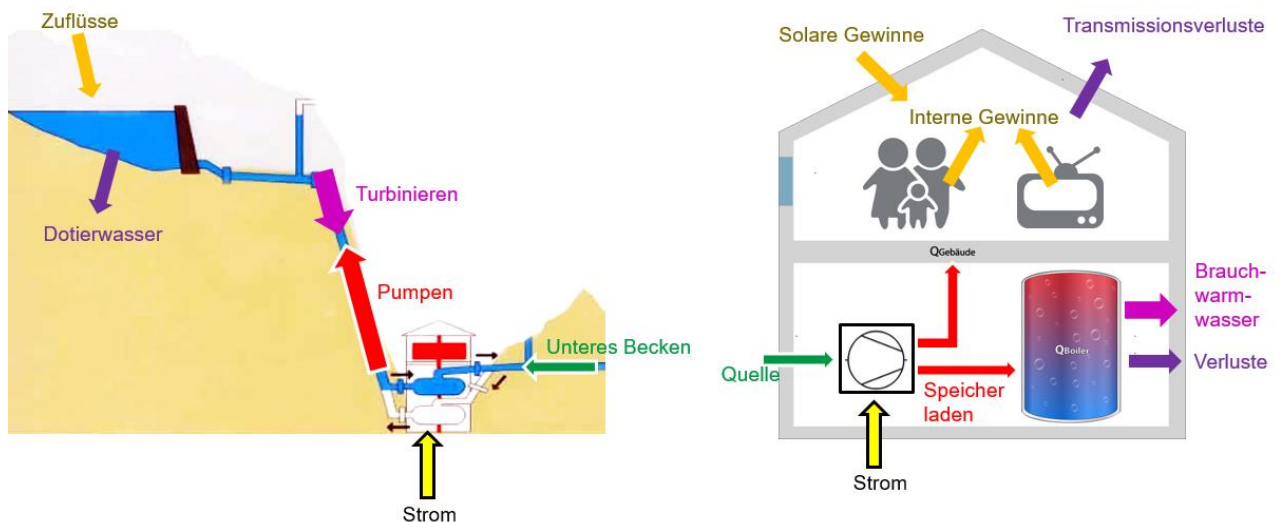 Zuflüsse
Dotierwasser
Turbinieren
Pumpen
Unteres Becken
Strom
Solare Gewinne
Transmissionsverluste
Interne Gewinne
QGebäude
Brauch-
warm-
wasser
QBoiler
Verluste
Quelle
Speicher
laden
Strom